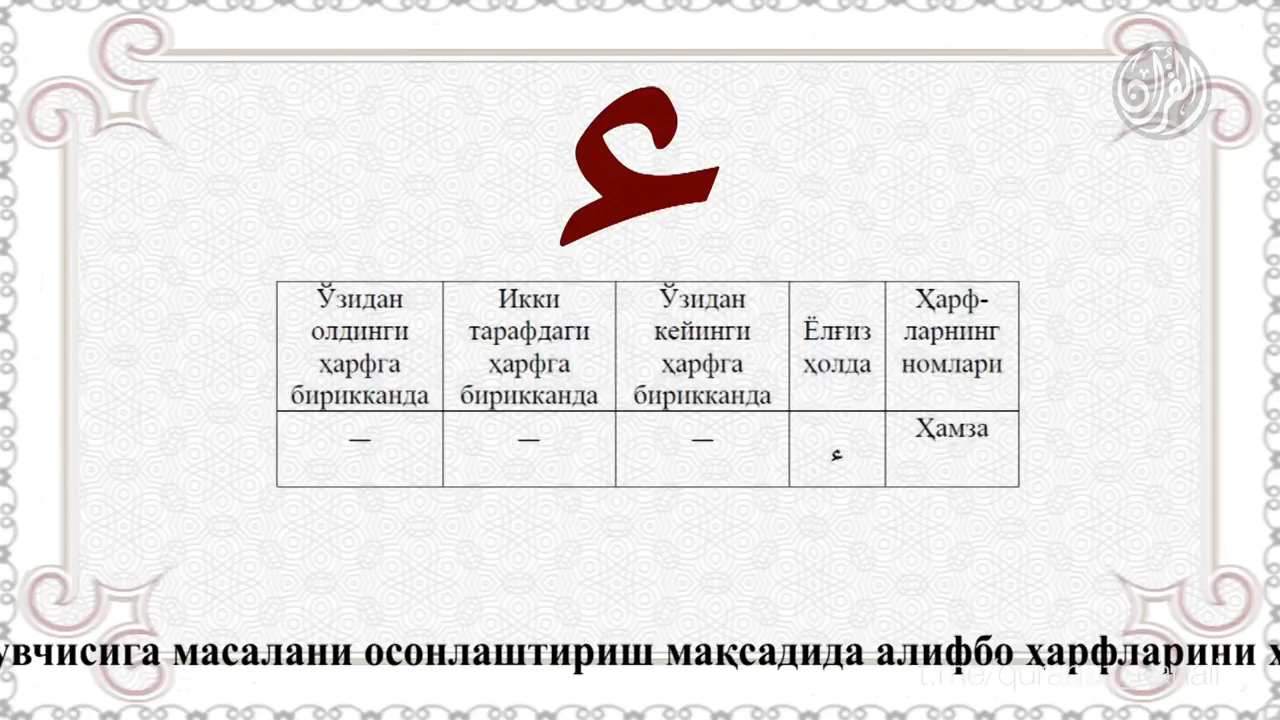 ء
Ўзидан олдинги ҳарфга бирикканда
Икки тарафдаги ҳарфга бирикканда
Ўзидан кейинги ҳарфга бирикканда
Ёлғиз ҳолда
Ҳарф-ларнинг номлари
— — — ء Ҳамза
увчисига масалани осонлаштириш мақсадида алифбо ҳарфларини
القرآن